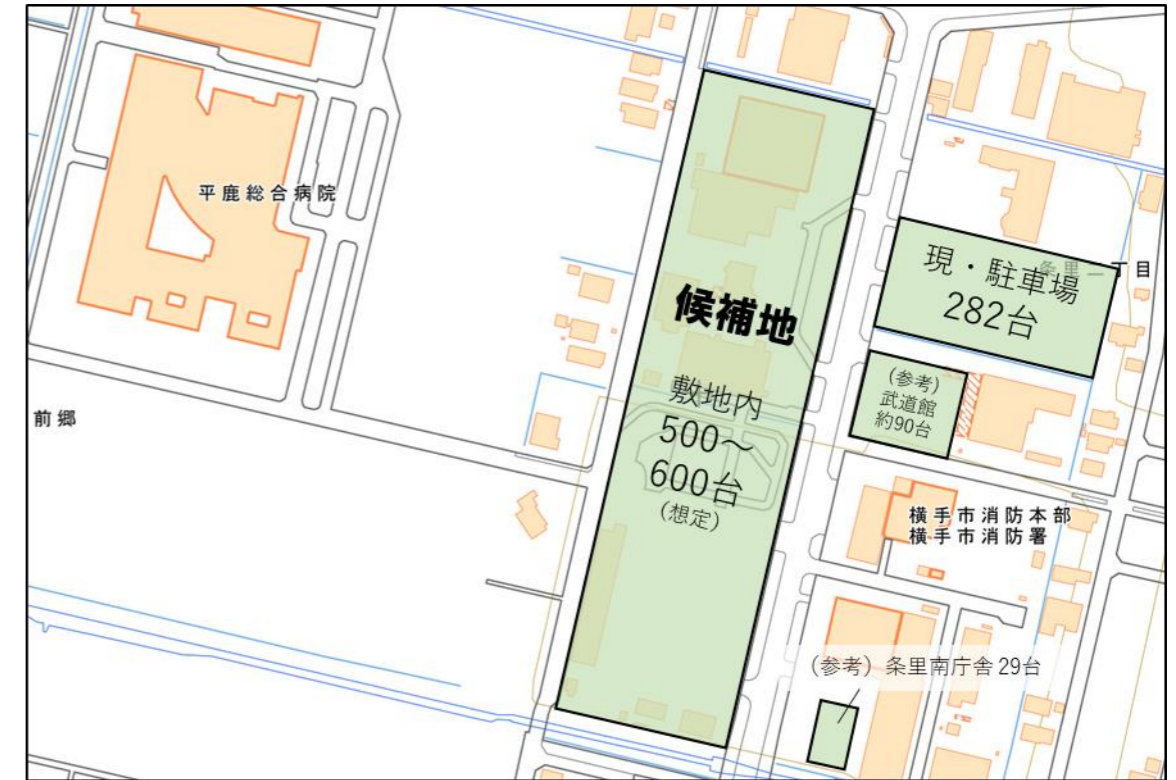 平鹿総合病院
前郷
候補地
敷地内
500～
600台
(想定)
現・駐車場
282台
条里一丁目
(参考)
武道館
約90台
横手市消防本部
横手市消防署
(参考) 条里南庁舎 29台